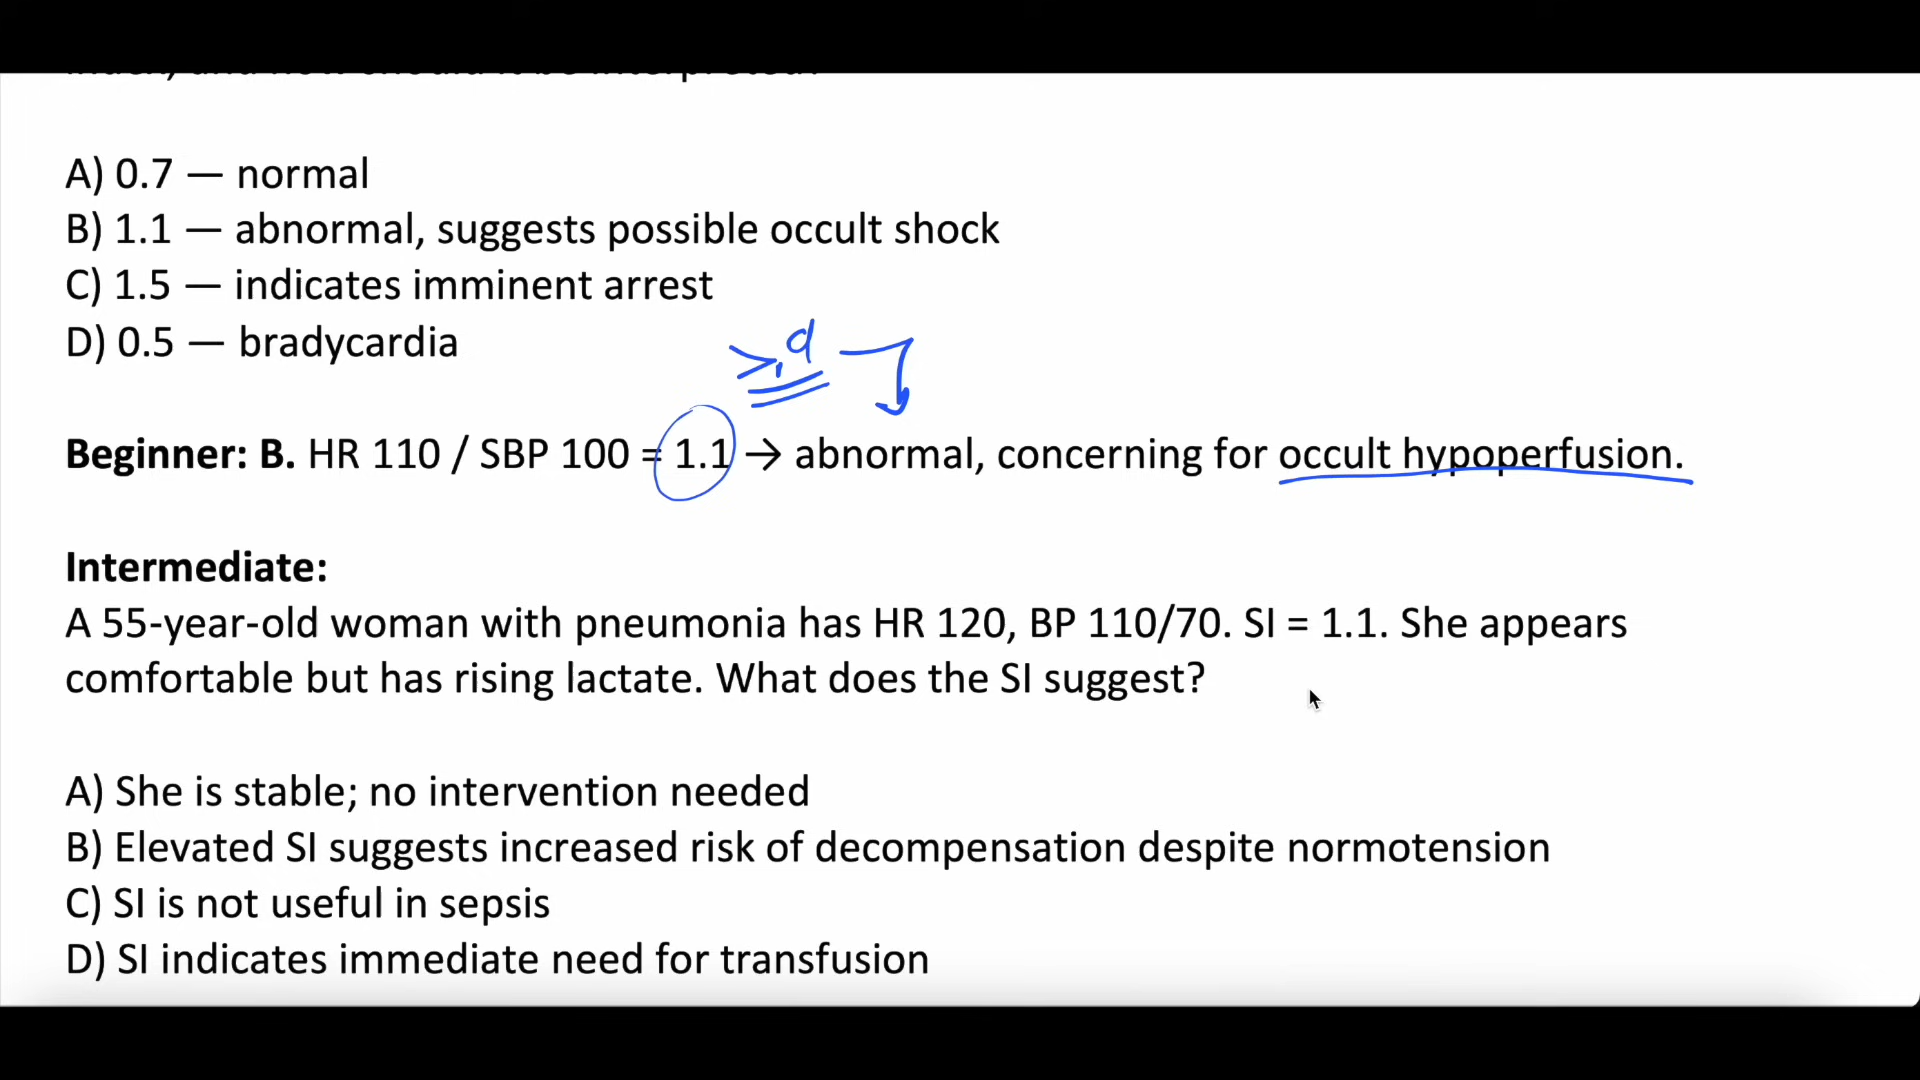 A) 0.7 — normal
B) 1.1 — abnormal, suggests possible occult shock
C) 1.5 — indicates imminent arrest
D) 0.5 — bradycardia
Beginner: B. HR 110 / SBP 100 = 1.1 → abnormal, concerning for occult hypoperfusion.
Intermediate:
A 55-year-old woman with pneumonia has HR 120, BP 110/70. SI = 1.1. She appears
comfortable but has rising lactate. What does the SI suggest?
A) She is stable; no intervention needed
B) Elevated SI suggests increased risk of decompensation despite normotension
C) SI is not useful in sepsis
D) SI indicates immediate need for transfusion